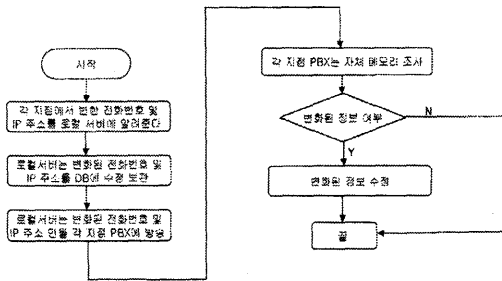 시작
각 지점에서 변한 전화번호 및
IP 주소를 로컬 서버에 알려준다
로컬서버는 변화된 전화번호 및
IP 주소를 DB에 수정 보관
로컬서버는 변화된 전화번호 및
IP 주소 만을 각 지점 PBX에 방송
각 지점 PBX는 자체 메모리 조사
변화된 정보 여부
N
Y
변화된 정보 수정
끝